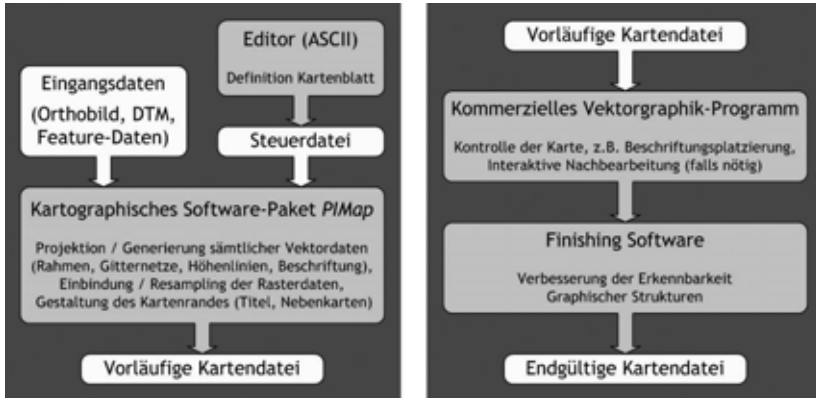 Editor (ASCII)
Definition Kartenblatt
Eingangsdaten
(Orthobild, DTM,
Feature-Daten)
Steuerdatei
Kartographisches Software-Paket PIMap
Projektion / Generierung sämtlicher Vektordaten
(Rahmen, Gitternetze, Höhenlinien, Beschriftung),
Einbindung / Resampling der Rasterdaten,
Gestaltung des Kartenrandes (Titel, Nebenkarten)
Vorläufige Kartendatei
Vorläufige Kartendatei
Kommerzielles Vektorgraphik-Programm
Kontrolle der Karte, z.B. Beschriftungsplatzierung,
Interaktive Nachbearbeitung (falls nötig)
Finishing Software
Verbesserung der Erkennbarkeit
Graphischer Strukturen
Endgültige Kartendatei